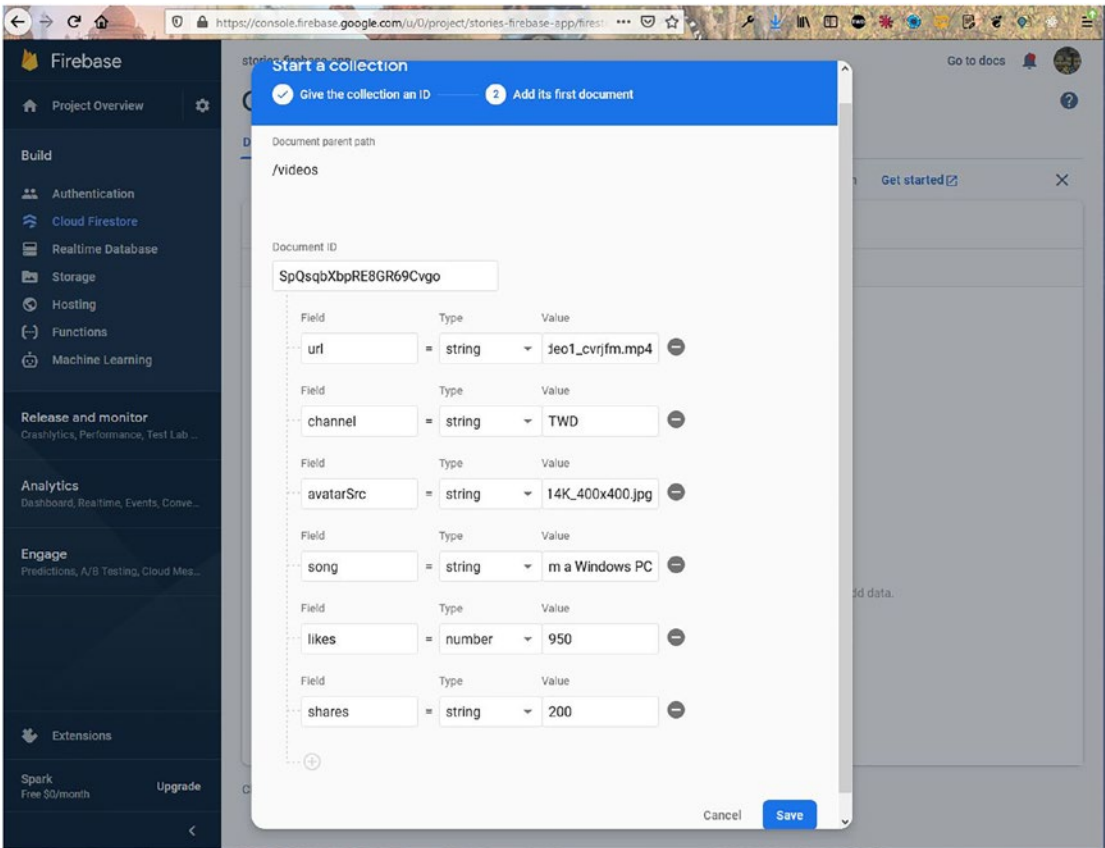 https://console.firebase.google.com/u/0/project/stories-firebase-app/firest
Firebase
Project Overview
Build
Authentication
Cloud Firestore
Realtime Database
Storage
Hosting
Functions
Machine Learning
Release and monitor
Crashlytics, Performance, Test Lab ...
Analytics
Dashboard, Realtime, Events, Conve...
Engage
Predictions, A/B Testing, Cloud Mes...
Extensions
Spark
Free $0/month
Upgrade
Go to docs
Get started
Start a collection
Give the collection an ID
2 Add its first document
Document parent path
/videos
Document ID
SpQsqbXbpRE8GR69Cvgo
Field Type Value
url = string deo1_cvrjfm.mp4
Field Type Value
channel = string TWD
Field Type Value
avatarSrc = string 14K_400x400.jpg
Field Type Value
song = string m a Windows PC
Field Type Value
likes = number 950
Field Type Value
shares = string 200
dd data.
Cancel
Save